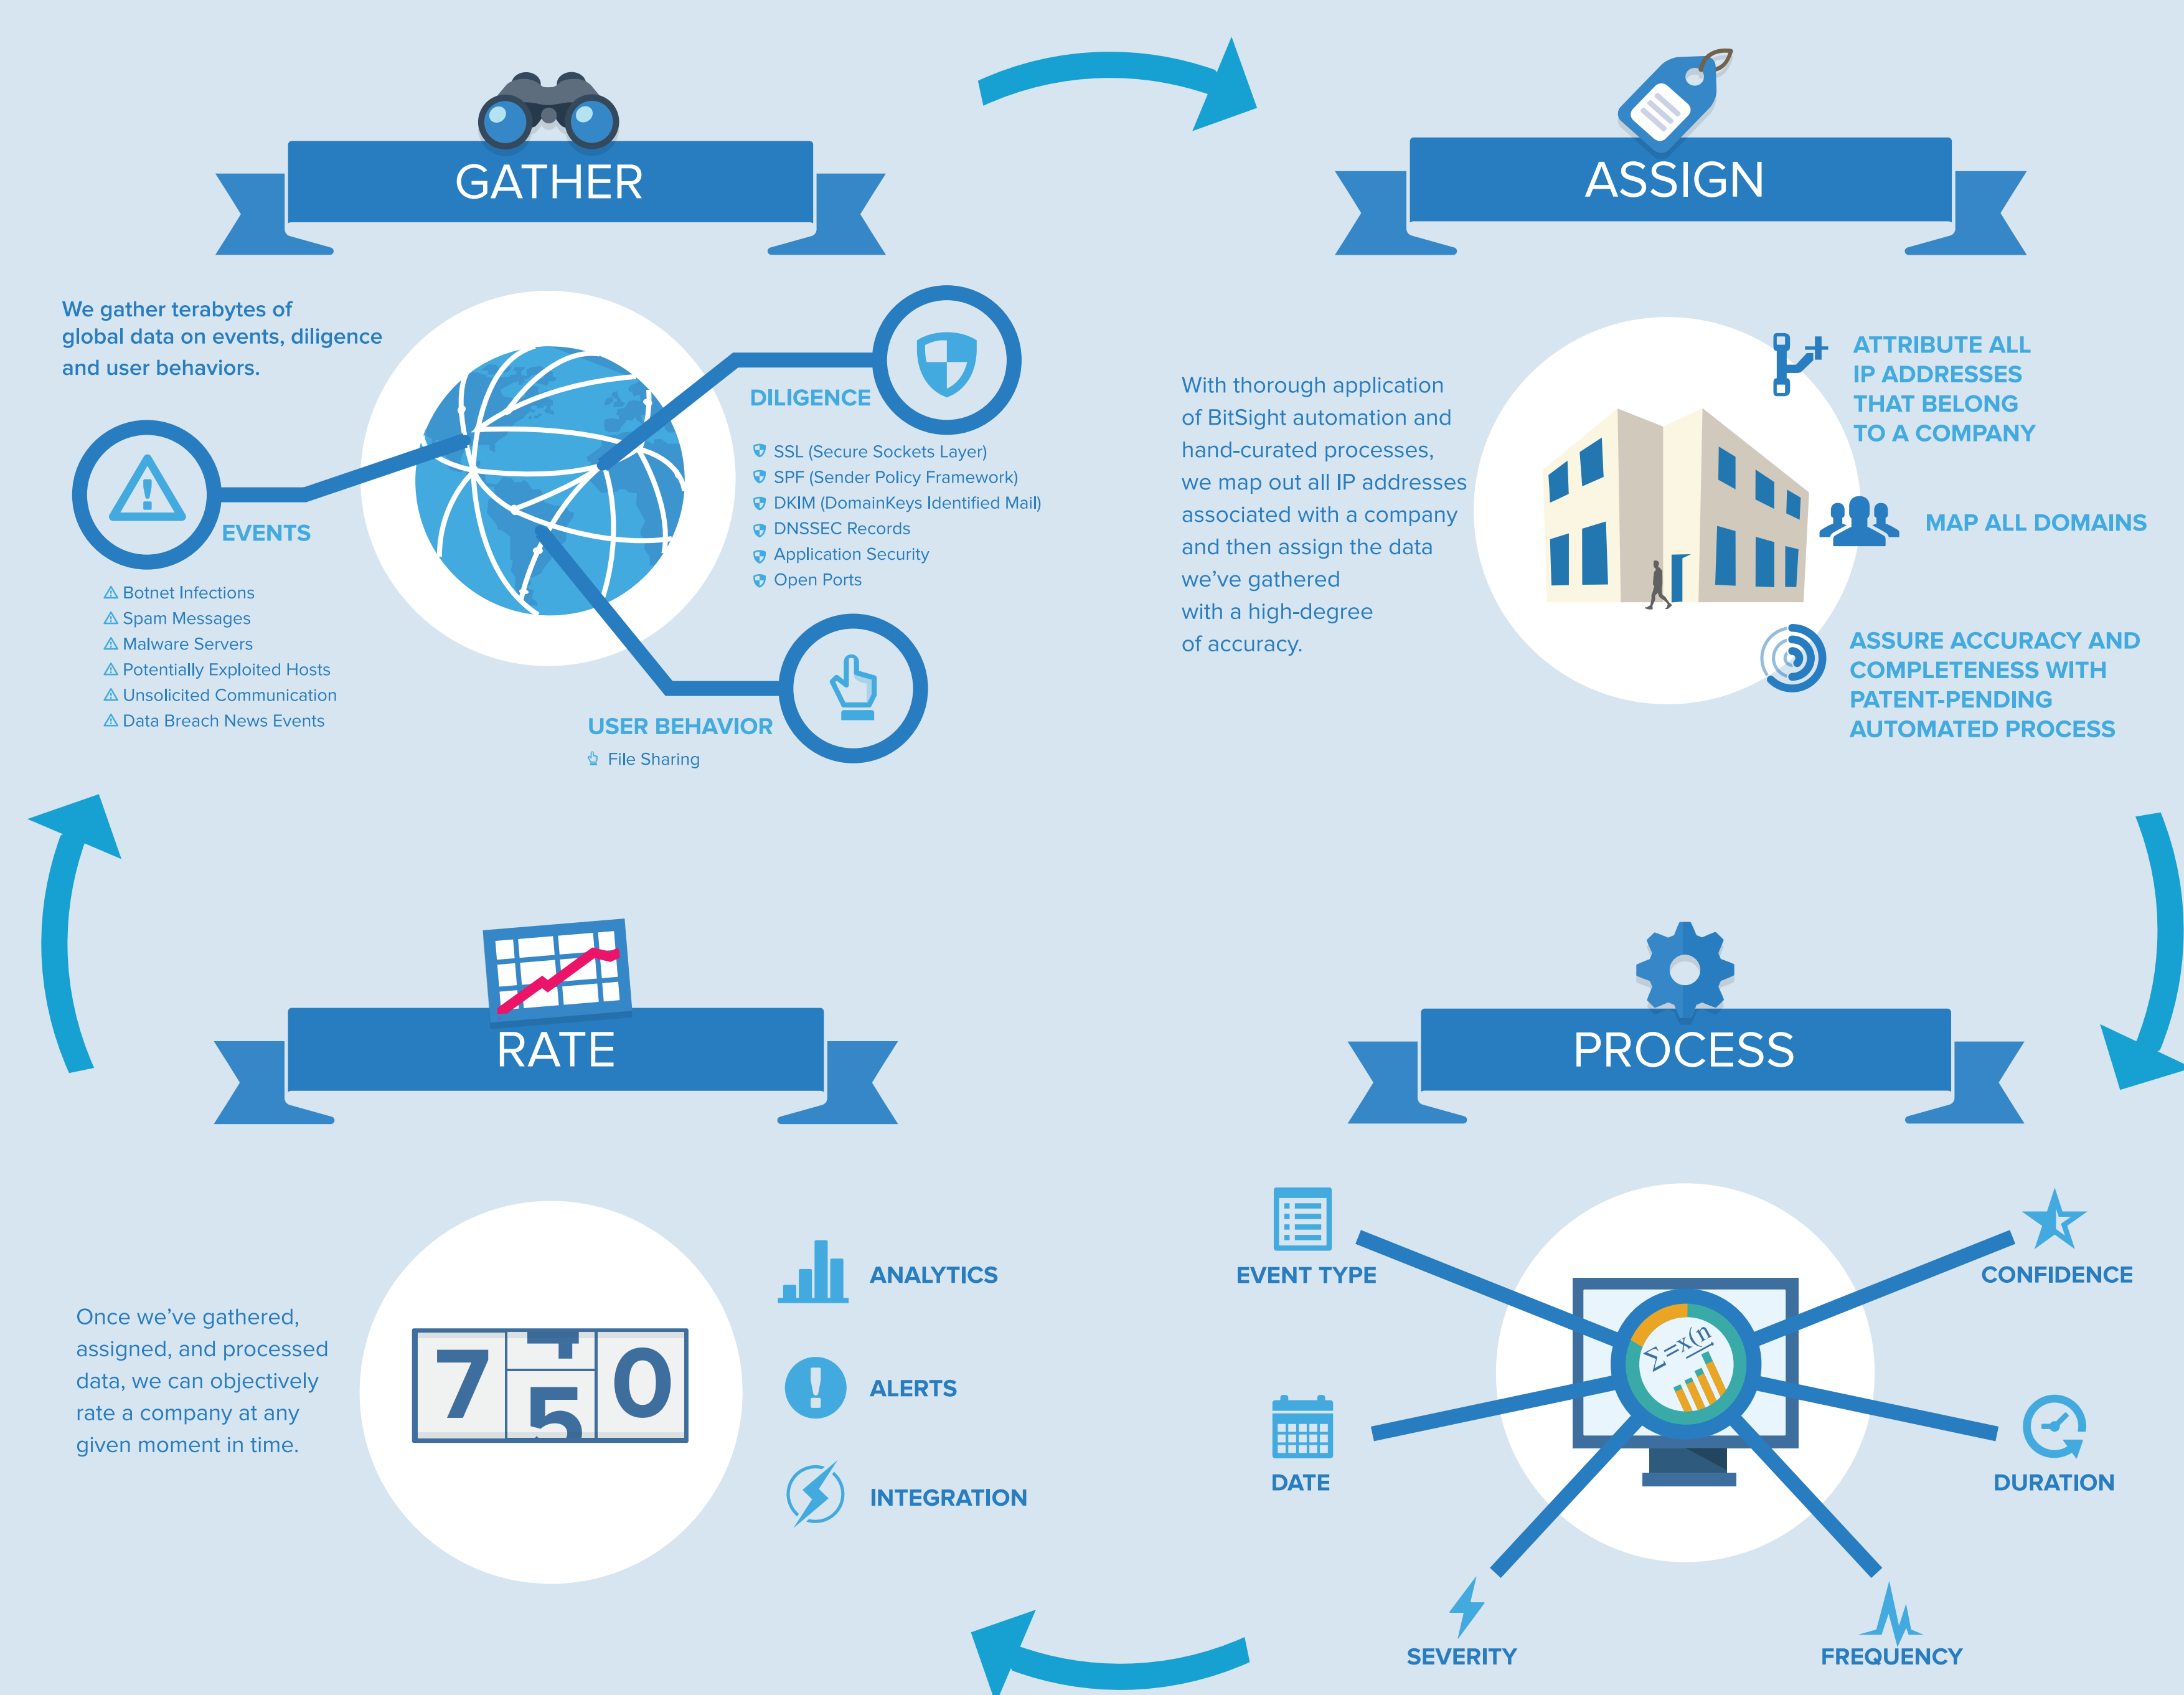 GATHER
We gather terabytes of
global data on events, diligence
and user behaviors.
EVENTS
Botnet Infections
Spam Messages
Malware Servers
Potentially Exploited Hosts
Unsolicited Communication
Data Breach News Events
DILIGENCE
SSL (Secure Sockets Layer)
SPF (Sender Policy Framework)
DKIM (DomainKeys Identified Mail)
DNSSEC Records
Application Security
Open Ports
USER BEHAVIOR
File Sharing
ASSIGN
With thorough application
of BitSight automation and
hand-curated processes,
we map out all IP addresses
associated with a company
and then assign the data
we've gathered
with a high-degree
of accuracy.
ATTRIBUTE ALL
IP ADDRESSES
THAT BELONG
TO A COMPANY
MAP ALL DOMAINS
ASSURE ACCURACY AND
COMPLETENESS WITH
PATENT-PENDING
AUTOMATED PROCESS
RATE
Once we've gathered,
assigned, and processed
data, we can objectively
rate a company at any
given moment in time.
7 5 0
ANALYTICS
ALERTS
INTEGRATION
PROCESS
EVENT TYPE
CONFIDENCE
Σ=x(n
DATE
DURATION
SEVERITY
FREQUENCY